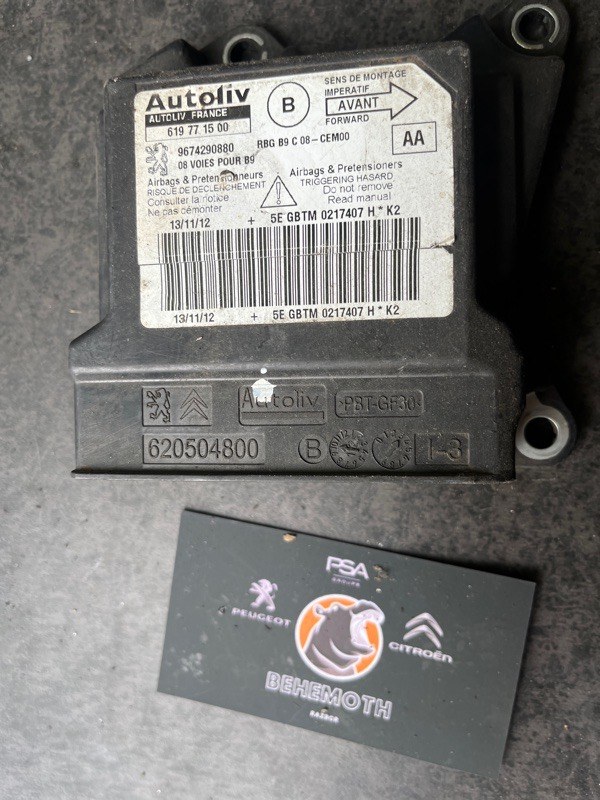 Autoliv
AUTOLIV FRANCE
619 77 15 00
B
SENS DE MONTAGE
IMPERATIF
AVANT
FORWARD
9674290880
RBG B9 C 08-CEM00
08 VOIES POUR B9
AA
Airbags & Pretensionneurs
RISQUE DE DECLENCHEMENT
Consulter la notice
Ne pas démonter
Airbags & Pretensioners
TRIGGERING HASARD
Do not remove
Read manual
13/11/12 + 5E GBTM 0217407 H * K2
13/11/12 + 5E GBTM 0217407 H * K2
Autoliv
>PBT-GF30<
620504800
B
T-3
PSA
GROUPE
PEUGEOT
CITROËN
BEHEMOTH